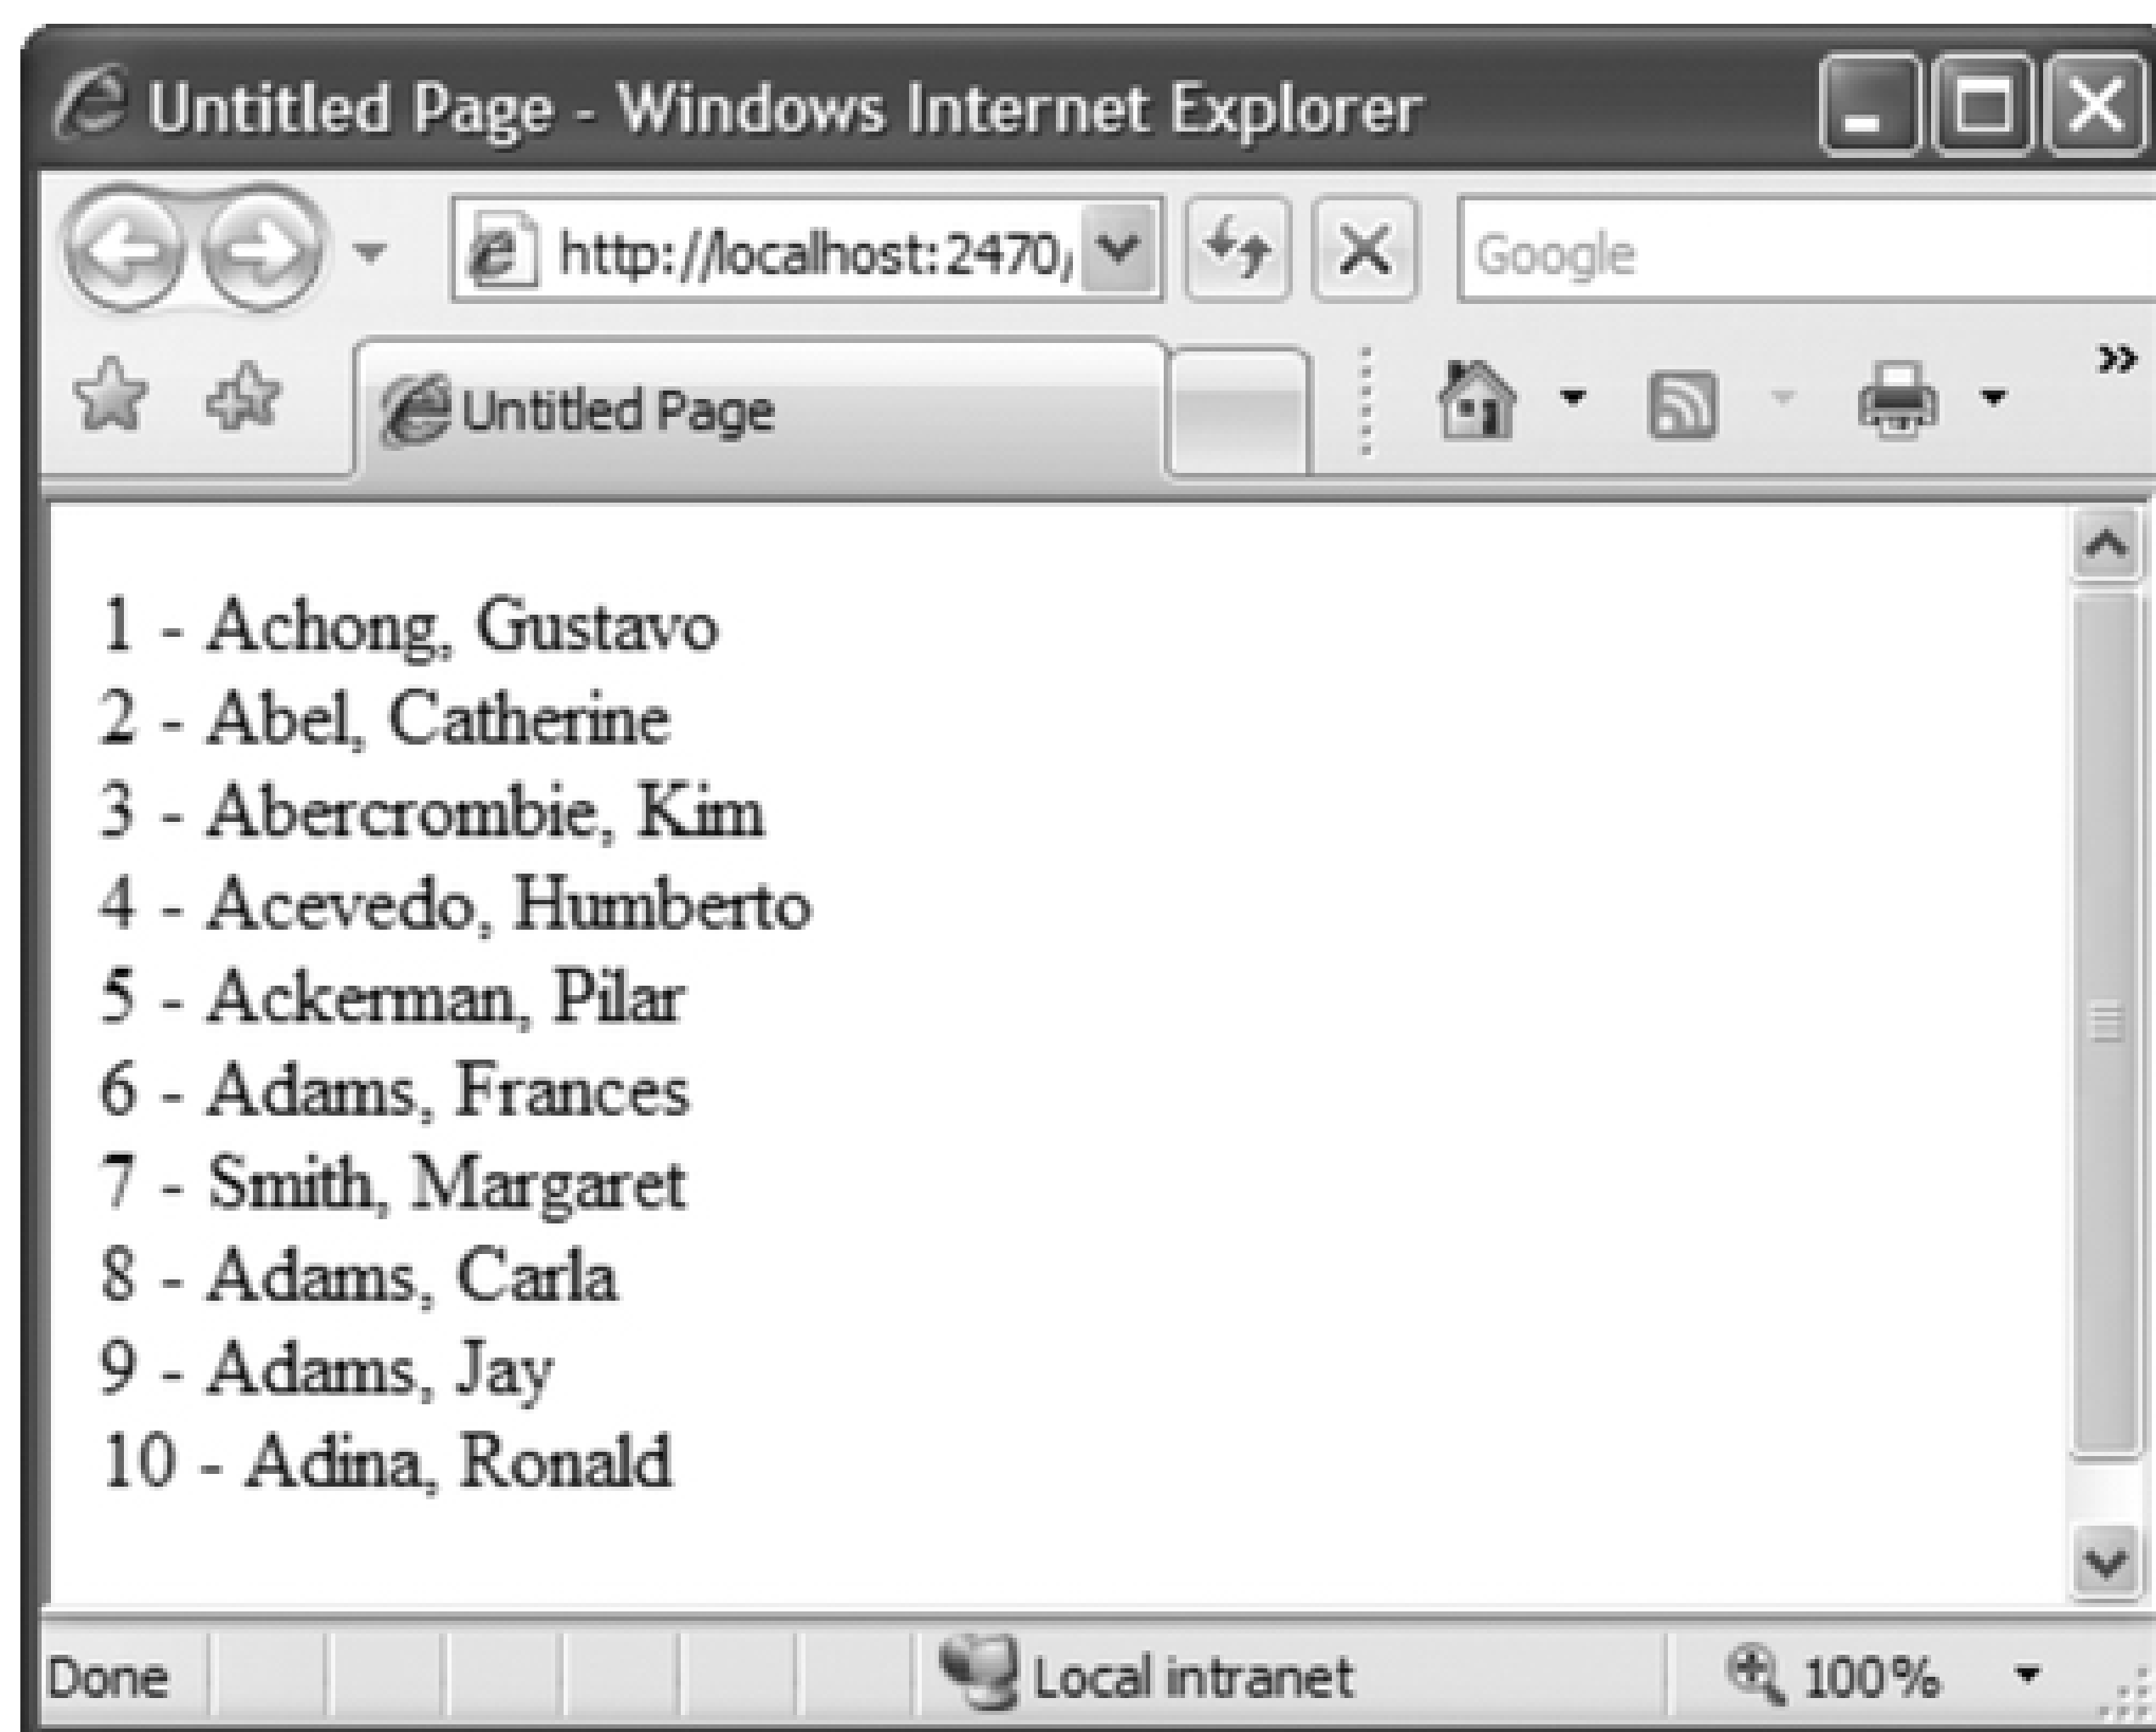 Untitled Page - Windows Internet Explorer
http://localhost:2470/
Google
Untitled Page
1 - Achong, Gustavo
2 - Abel, Catherine
3 - Abercrombie, Kim
4 - Acevedo, Humberto
5 - Ackerman, Pilar
6 - Adams, Frances
7 - Smith, Margaret
8 - Adams, Carla
9 - Adams, Jay
10 - Adina, Ronald
Done
Local intranet
100%